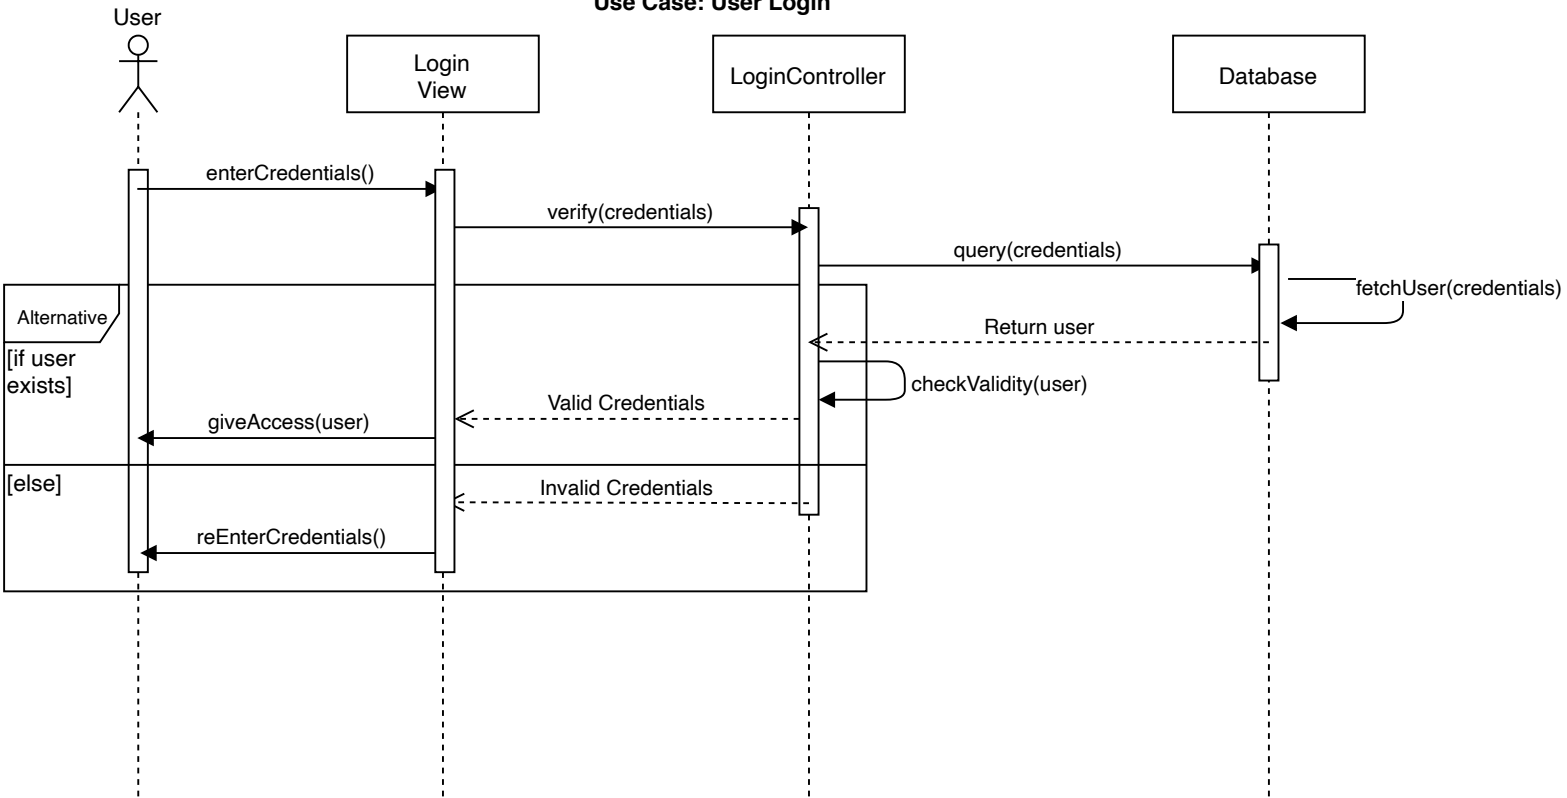 Use Case: User Login
User
Login
View
LoginController
Database
enterCredentials()
verify(credentials)
query(credentials)
fetchUser(credentials)
Alternative
Return user
[if user
exists]
checkValidity(user)
Valid Credentials
giveAccess(user)
[else]
Invalid Credentials
reEnterCredentials()